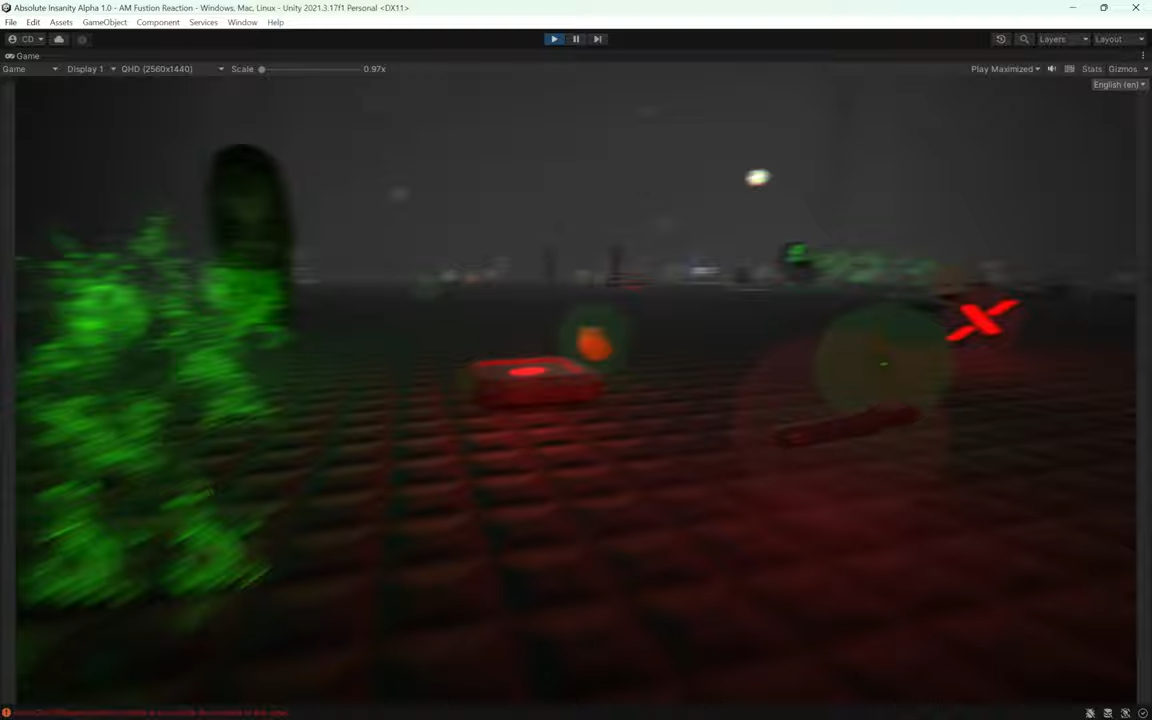 Absolute Insanity Alpha 1.0 - AM Fustion Reaction - Windows, Mac, Linux - Unity 2021.3.17f1 Personal <DX11>
File Edit Assets GameObject Component Services Window Help
CD Layers Layout
Game
Game Display 1 QHD (2560x1440) Scale 0.97x Play Maximized Stats Gizmos
English (en)